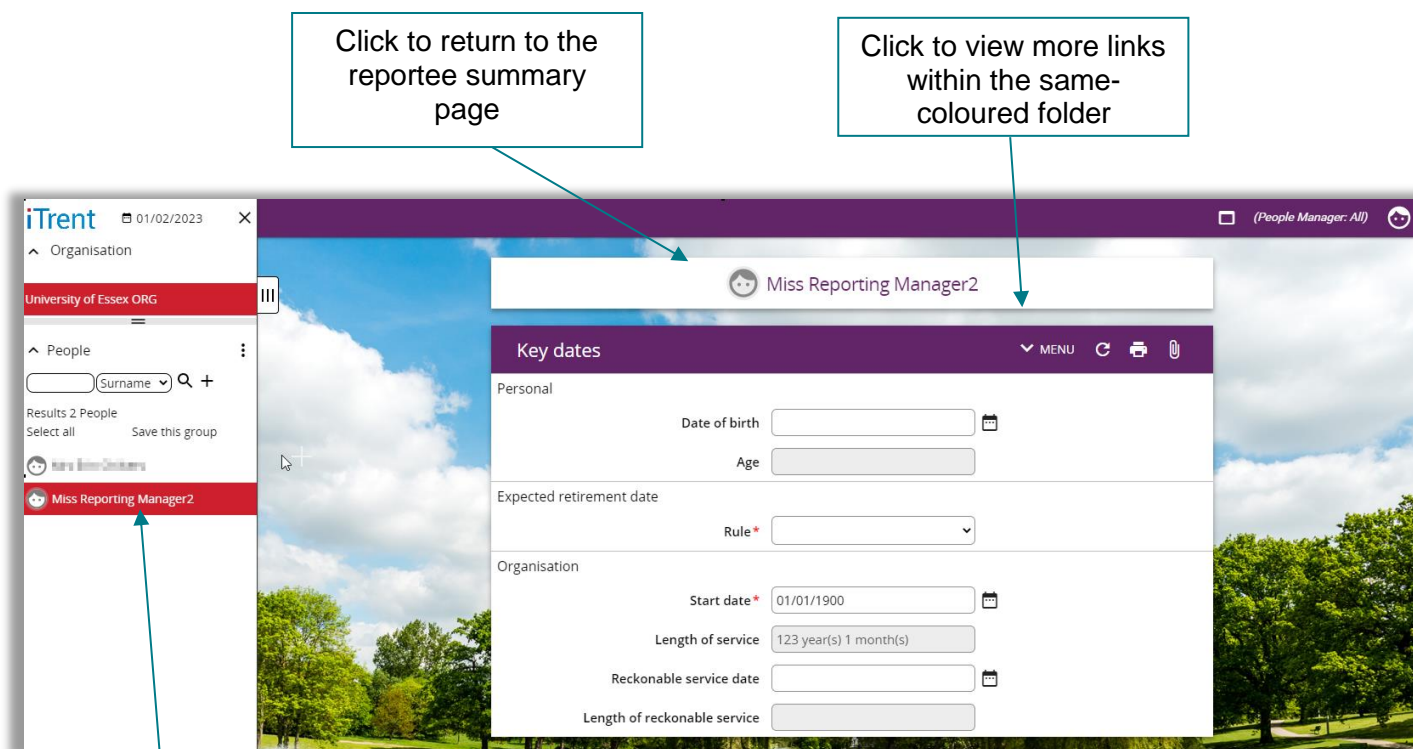 Click to return to the
reportee summary
page
Click to view more links
within the same-
coloured folder
iTrent 01/02/2023
(People Manager: All)
Organisation
University of Essex ORG
Miss Reporting Manager2
People
Key dates
MENU
Surname
Results 2 People
Select all Save this group
Miss Reporting Manager2
Personal
Date of birth
Age
Expected retirement date
Rule*
Organisation
Start date* 01/01/1900
Length of service 123 year(s) 1 month(s)
Reckonable service date
Length of reckonable service